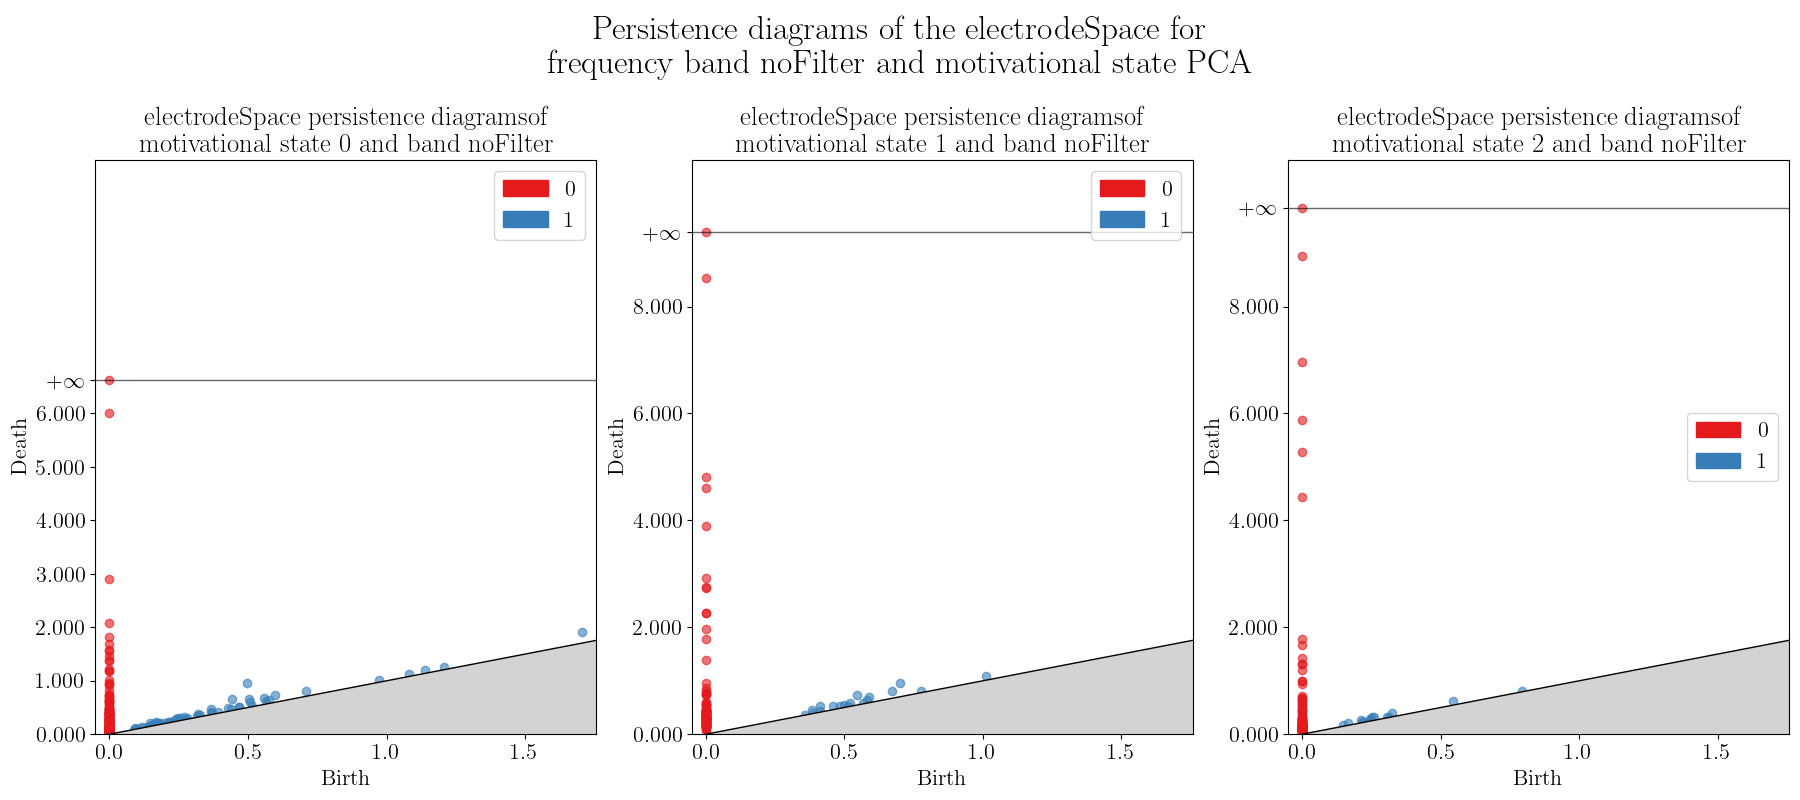 Persistence diagrams of the electrodeSpace for
frequency band noFilter and motivational state PCA
electrodeSpace persistence diagramsof
motivational state 0 and band noFilter
0
1
+∞
6.000
5.000
4.000
3.000
2.000
1.000
0.000
Death
0.0 0.5 1.0 1.5
Birth
electrodeSpace persistence diagramsof
motivational state 1 and band noFilter
0
1
+∞
8.000
6.000
4.000
2.000
0.000
Death
0.0 0.5 1.0 1.5
Birth
electrodeSpace persistence diagramsof
motivational state 2 and band noFilter
+∞
8.000
6.000
4.000
2.000
0.000
Death
0
1
0.0 0.5 1.0 1.5
Birth